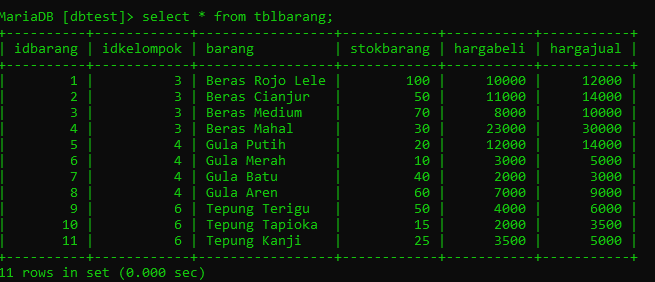 MariaDB [dbtest]> select * from tblbarang;
+----------+------------+-----------------+------------+-----------+-----------+
| idbarang | idkelompok | barang          | stokbarang | hargabeli | hargajual |
+----------+------------+-----------------+------------+-----------+-----------+
|        1 |          3 | Beras Rojo Lele |        100 |     10000 |     12000 |
|        2 |          3 | Beras Cianjur   |         50 |     11000 |     14000 |
|        3 |          3 | Beras Medium    |         70 |      8000 |     10000 |
|        4 |          3 | Beras Mahal     |         30 |     23000 |     30000 |
|        5 |          4 | Gula Putih      |         20 |     12000 |     14000 |
|        6 |          4 | Gula Merah      |         10 |      3000 |      5000 |
|        7 |          4 | Gula Batu       |         40 |      2000 |      3000 |
|        8 |          4 | Gula Aren       |         60 |      7000 |      9000 |
|        9 |          6 | Tepung Terigu   |         50 |      4000 |      6000 |
|       10 |          6 | Tepung Tapioka  |         15 |      2000 |      3500 |
|       11 |          6 | Tepung Kanji    |         25 |      3500 |      5000 |
+----------+------------+-----------------+------------+-----------+-----------+
11 rows in set (0.000 sec)